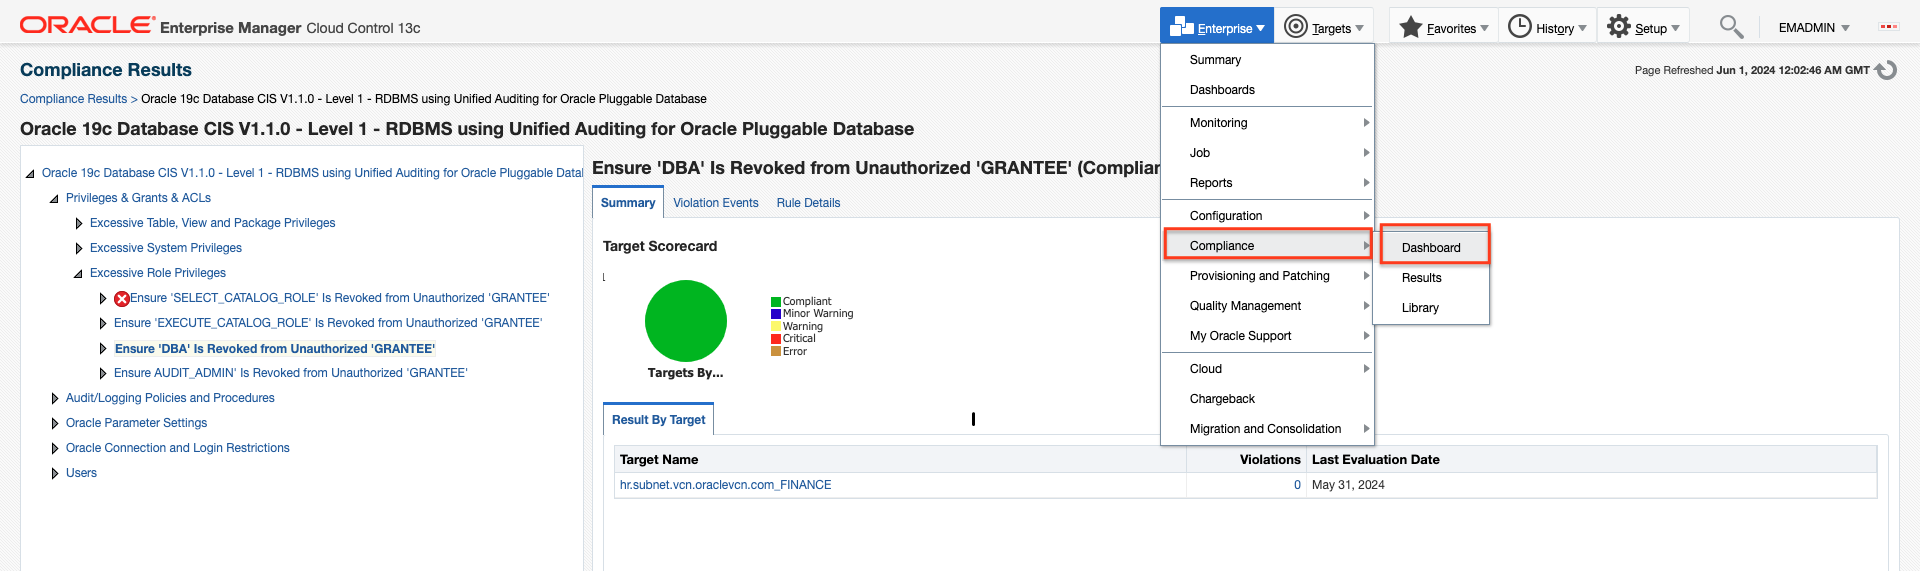 ORACLE Enterprise Manager Cloud Control 13c
Enterprise Targets Favorites History Setup EMADMIN
Compliance Results
Page Refreshed Jun 1, 2024 12:02:46 AM GMT
Compliance Results > Oracle 19c Database CIS V1.1.0 - Level 1 - RDBMS using Unified Auditing for Oracle Pluggable Database
Oracle 19c Database CIS V1.1.0 - Level 1 - RDBMS using Unified Auditing for Oracle Pluggable Database
Oracle 19c Database CIS V1.1.0 - Level 1 - RDBMS using Unified Auditing for Oracle Pluggable Datal
Privileges & Grants & ACLs
Excessive Table, View and Package Privileges
Excessive System Privileges
Excessive Role Privileges
Ensure 'SELECT_CATALOG_ROLE' Is Revoked from Unauthorized 'GRANTEE'
Ensure 'EXECUTE_CATALOG_ROLE' Is Revoked from Unauthorized 'GRANTEE'
Ensure 'DBA' Is Revoked from Unauthorized 'GRANTEE'
Ensure AUDIT_ADMIN' Is Revoked from Unauthorized 'GRANTEE'
Audit/Logging Policies and Procedures
Oracle Parameter Settings
Oracle Connection and Login Restrictions
Users
Ensure 'DBA' Is Revoked from Unauthorized 'GRANTEE' (Complian
Summary Violation Events Rule Details
Target Scorecard
1
Compliant
Minor Warning
Warning
Critical
Error
Targets By...
Result By Target
Target Name Violations Last Evaluation Date
hr.subnet.vcn.oraclevcn.com_FINANCE 0 May 31, 2024
Summary
Dashboards
Monitoring
Job
Reports
Configuration
Compliance
Provisioning and Patching
Quality Management
My Oracle Support
Cloud
Chargeback
Migration and Consolidation
Dashboard
Results
Library